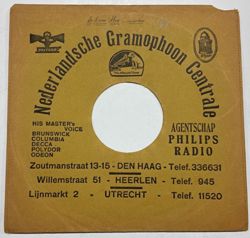 Nederlandsche Gramophoon Centrale
HIS MASTER'S
VOICE
BRUNSWICK
COLUMBIA
DECCA
POLYDOR
ODEON
AGENTSCHAP
PHILIPS
RADIO
Zoutmanstraat 13-15 - DEN HAAG - Telef. 336631
Willemstraat 51 - HEERLEN - Telef. 945
Lijnmarkt 2 - UTRECHT - Telef. 11520